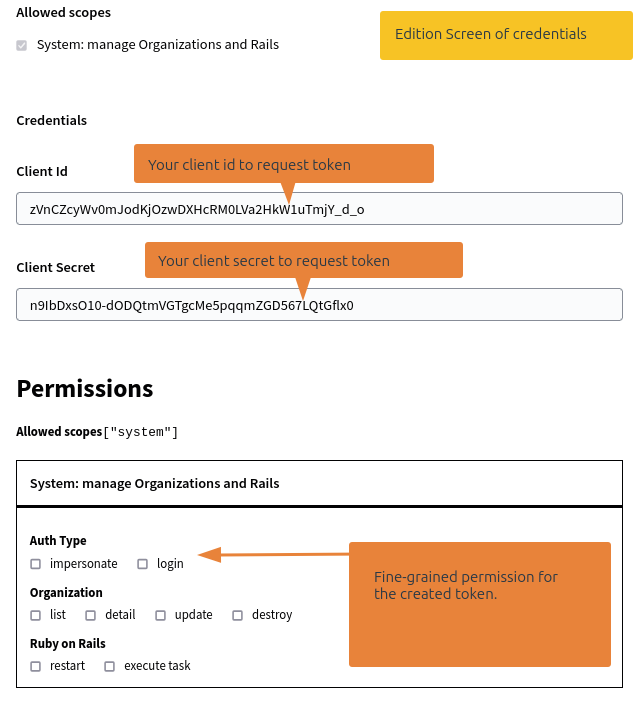 Allowed scopes
System: manage Organizations and Rails
Edition Screen of credentials
Credentials
Your client id to request token
Client Id
zVnCZcyWv0mJodKjOzwDXHcRM0LVa2HkW1uTmjY_d_o
Your client secret to request token
Client Secret
n9IbDxsO10-dODQtmVGTgcMe5pqqmZGD567LQtGflx0
Permissions
Allowed scopes["system"]
System: manage Organizations and Rails
Auth Type
impersonate login
Fine-grained permission for
the created token.
Organization
list detail update destroy
Ruby on Rails
restart execute task